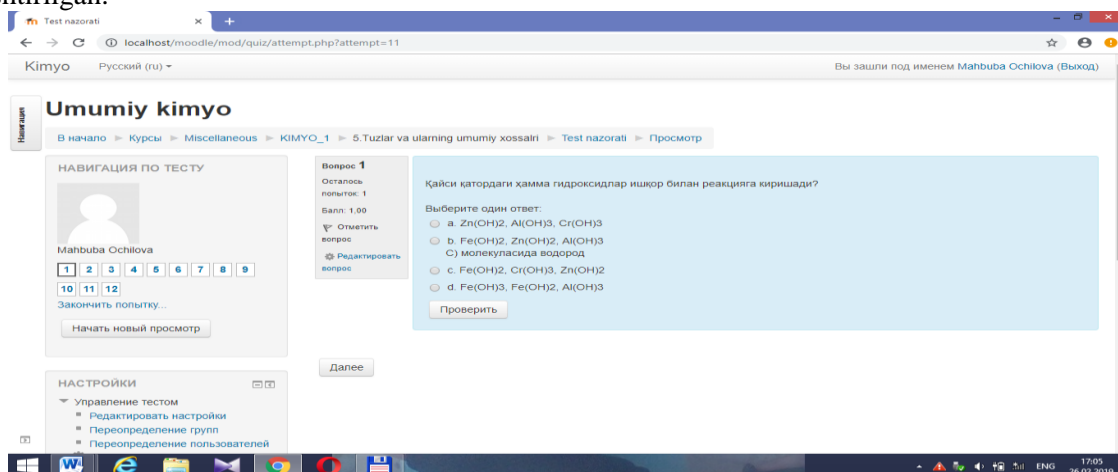 Test nazorati
localhost/moodle/mod/quiz/attempt.php?attempt=11
Kimyo Русский (ru)
Вы зашли под именем Mahbuba Ochilova (Выход)
Навигация
Umumiy kimyo
В начало ► Курсы ► Miscellaneous ► KIMYO_1 ► 5.Tuzlar va ularning umumiy xossalri ► Test nazorati ► Просмотр
НАВИГАЦИЯ ПО ТЕСТУ
Mahbuba Ochilova
1 2 3 4 5 6 7 8 9
10 11 12
Закончить попытку...
Начать новый просмотр
Вопрос 1
Осталось
попыток: 1
Балл: 1,00
Отметить
вопрос
Редактировать
вопрос
Қайси қатордаги хамма гидроксидлар ишқор билан реакцияга киришади?
Выберите один ответ:
a. Zn(OH)2, Al(OH)3, Cr(OH)3
b. Fe(OH)2, Zn(OH)2, Al(OH)3
C) молекуласида водород
c. Fe(OH)2, Cr(OH)3, Zn(OH)2
d. Fe(OH)3, Fe(OH)2, Al(OH)3
Проверить
Далее
НАСТРОЙКИ
Управление тестом
Редактировать настройки
Переопределение групп
Переопределение пользователей
ENG
17:05